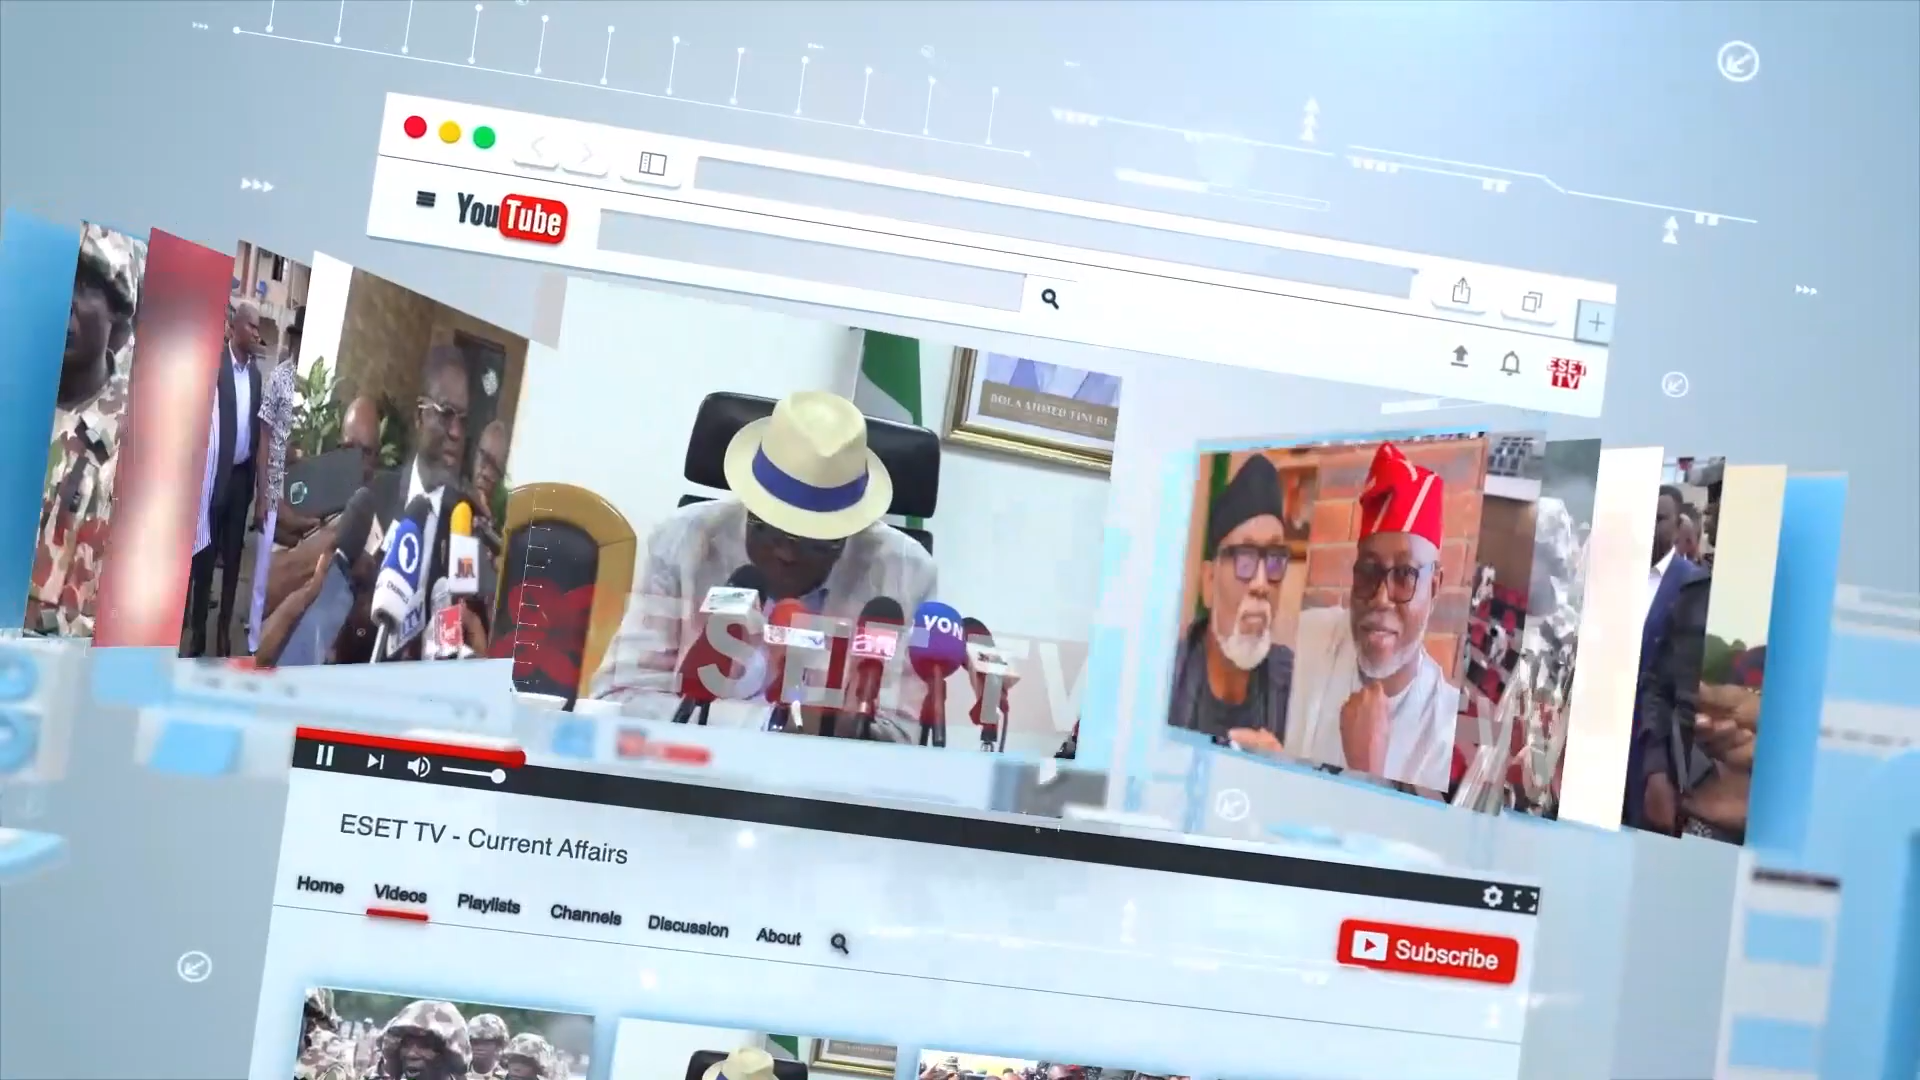 YouTube
ESET
TV
BOLA AHMED TINUBU
VON
ESET TV
ESET TV - Current Affairs
Home Videos Playlists Channels Discussion About
Subscribe